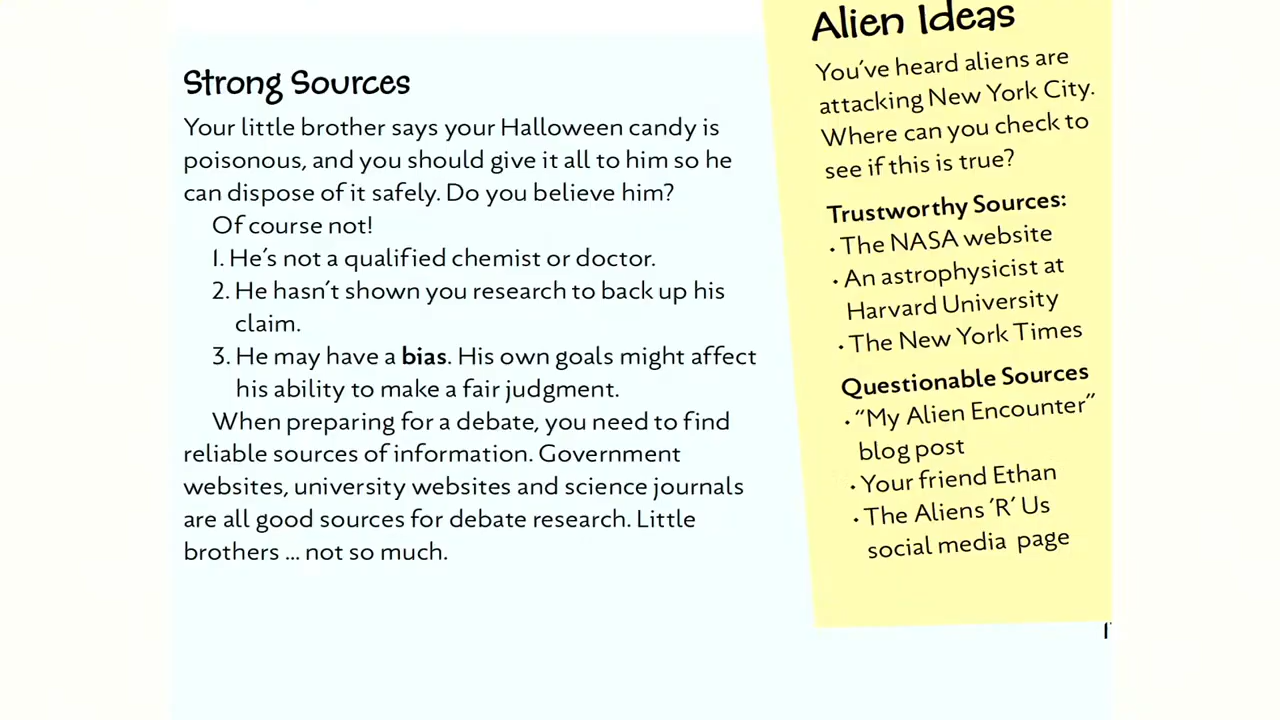 Strong Sources
Your little brother says your Halloween candy is
poisonous, and you should give it all to him so he
can dispose of it safely. Do you believe him?
Of course not!
1. He's not a qualified chemist or doctor.
2. He hasn't shown you research to back up his
claim.
3. He may have a bias. His own goals might affect
his ability to make a fair judgment.
When preparing for a debate, you need to find
reliable sources of information. Government
websites, university websites and science journals
are all good sources for debate research. Little
brothers ... not so much.
Alien Ideas
You've heard aliens are
attacking New York City.
Where can you check to
see if this is true?
Trustworthy Sources:
• The NASA website
• An astrophysicist at
Harvard University
• The New York Times
Questionable Sources
• "My Alien Encounter"
blog post
• Your friend Ethan
• The Aliens 'R' Us
social media page